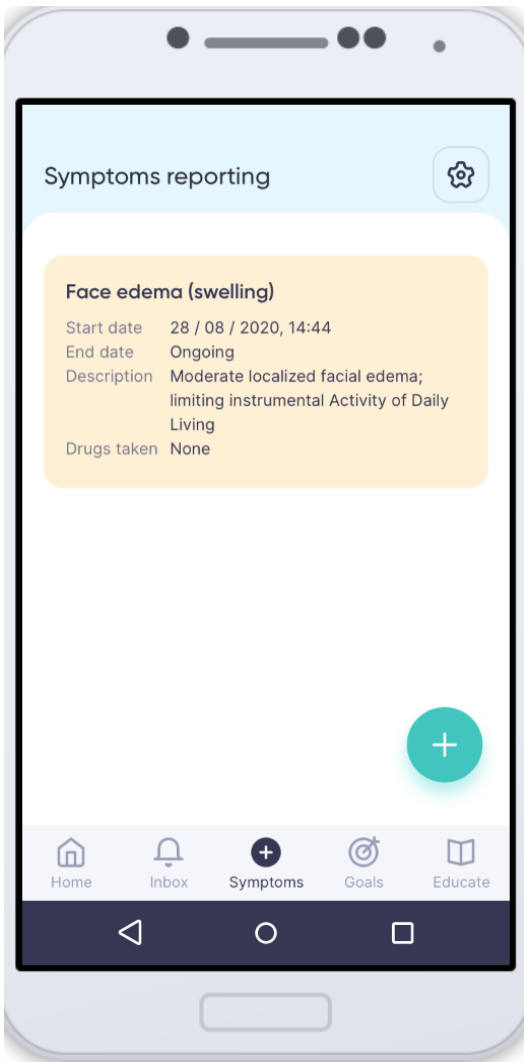 Symptoms reporting
Face edema (swelling)
Start date 28 / 08 / 2020, 14:44
End date Ongoing
Description Moderate localized facial edema;
limiting instrumental Activity of Daily
Living
Drugs taken None
Home Inbox Symptoms Goals Educate